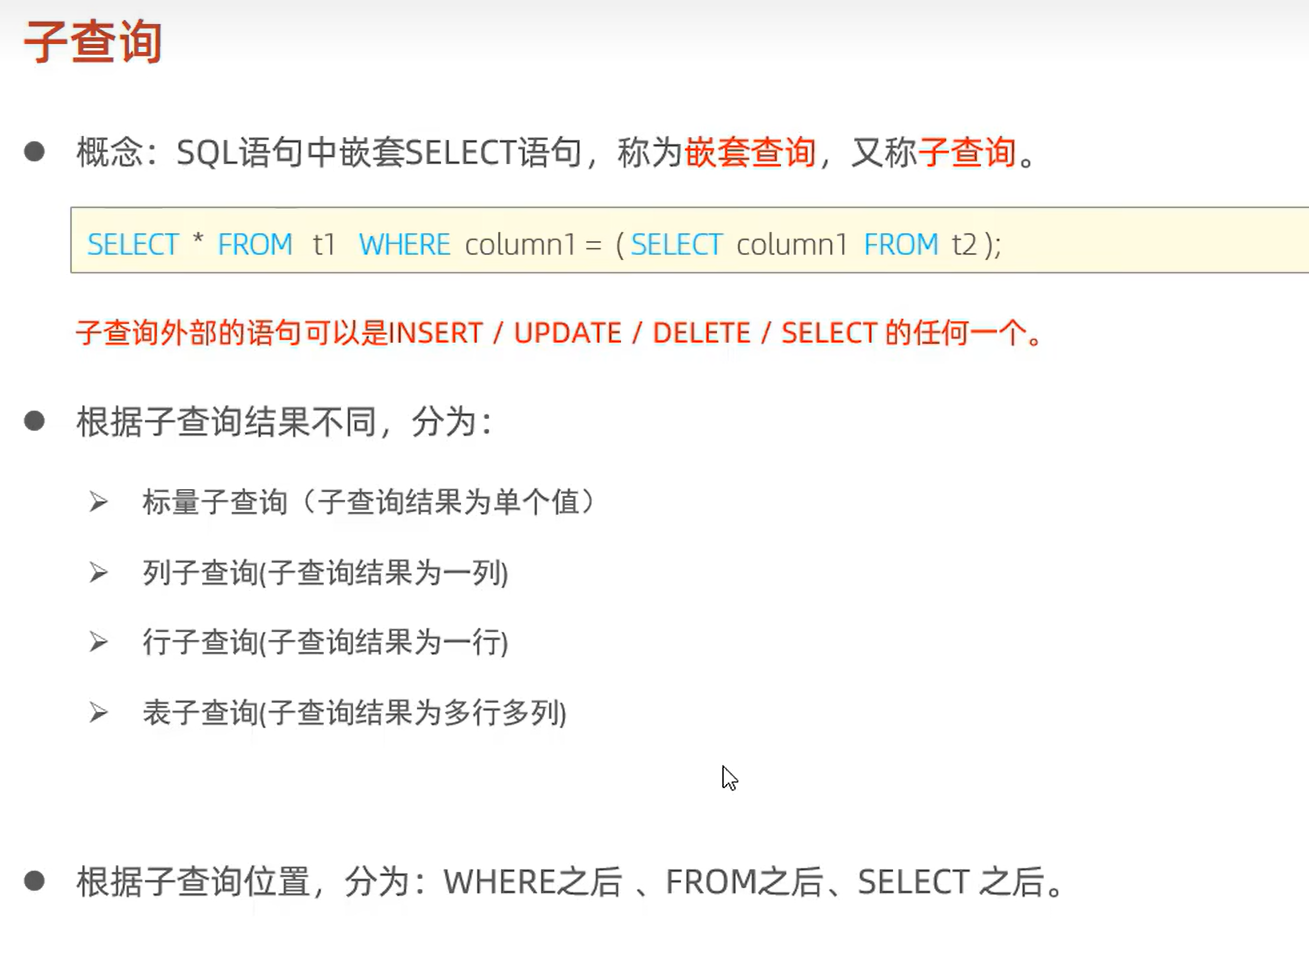 子查询
概念：SQL语句中嵌套SELECT语句，称为嵌套查询，又称子查询。
SELECT * FROM t1 WHERE column1 = ( SELECT column1 FROM t2 );
子查询外部的语句可以是INSERT / UPDATE / DELETE / SELECT 的任何一个。
根据子查询结果不同，分为：
标量子查询（子查询结果为单个值）
列子查询(子查询结果为一列)
行子查询(子查询结果为一行)
表子查询(子查询结果为多行多列)
根据子查询位置，分为：WHERE之后 、FROM之后、SELECT 之后。